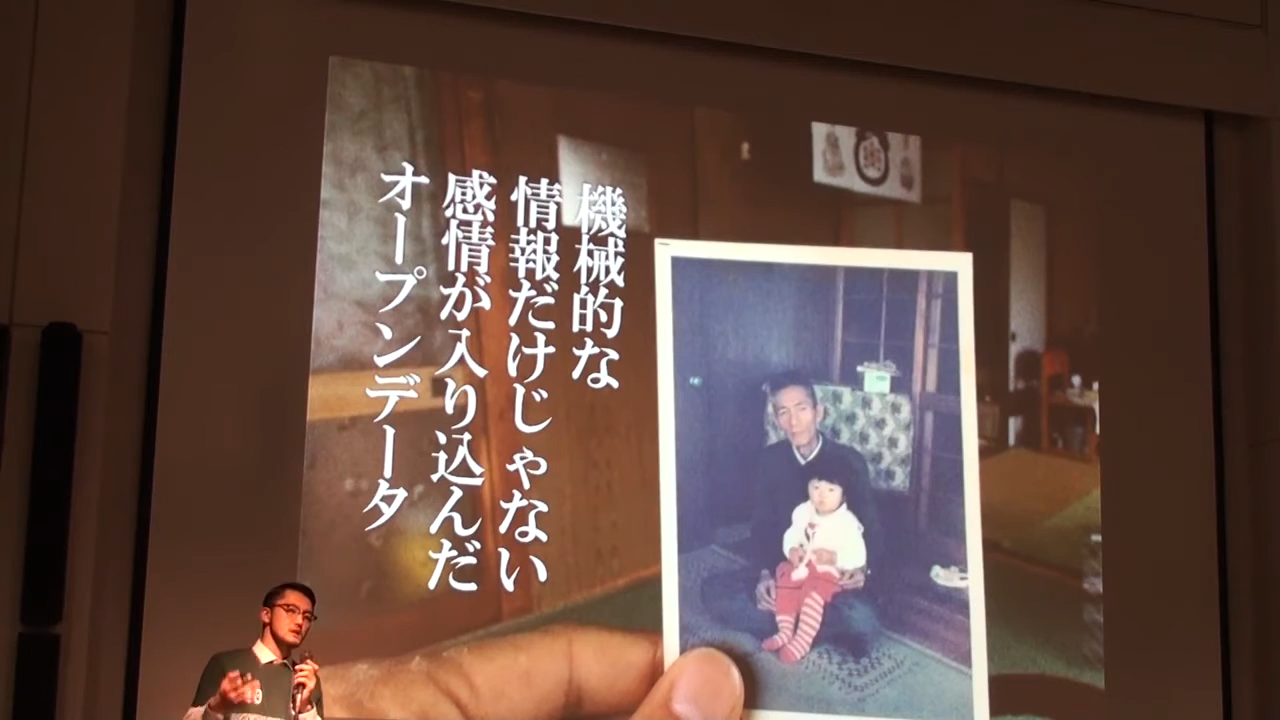 機械的な
情報だけじゃない
感情が入り込んだ
オープンデータ